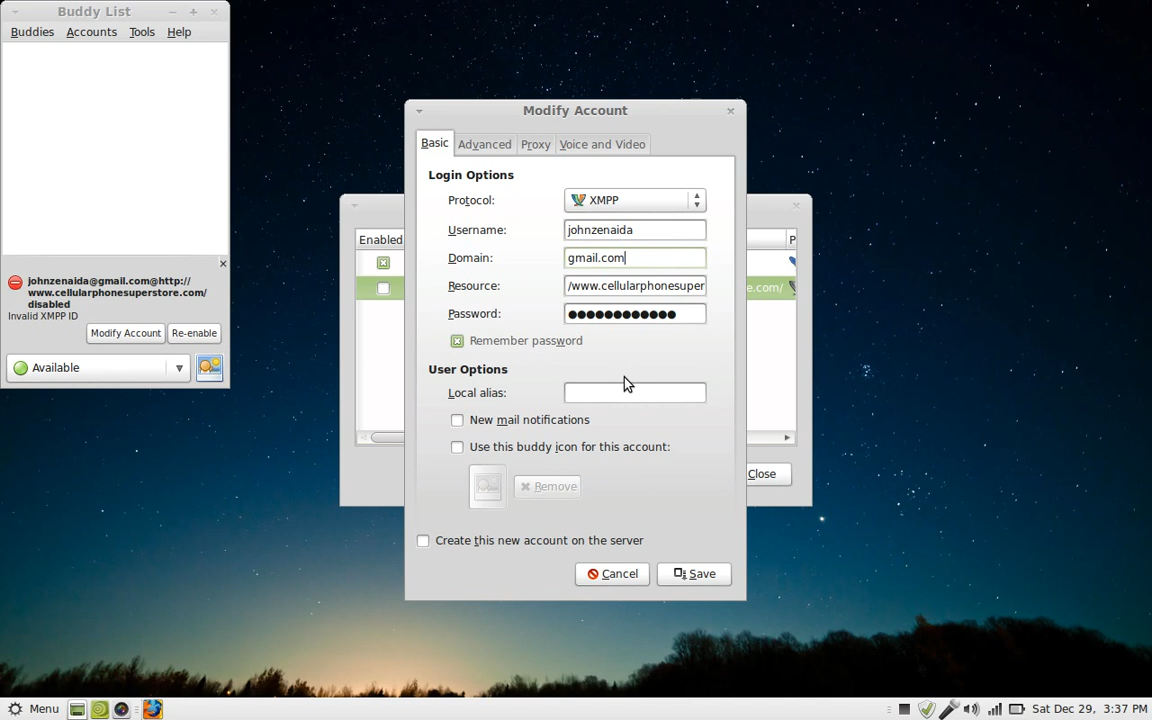 Buddy List
Buddies Accounts Tools Help
johnzenaida@gmail.com@http://
www.cellularphonesuperstore.com/
disabled
Invalid XMPP ID
Modify Account Re-enable
Available
Enabled
P
e.com/
Close
Modify Account
Basic Advanced Proxy Voice and Video
Login Options
Protocol: XMPP
Username: johnzenaida
Domain: gmail.com
Resource: /www.cellularphonesuper
Password: ●●●●●●●●●●●●
Remember password
User Options
Local alias:
New mail notifications
Use this buddy icon for this account:
Remove
Create this new account on the server
Cancel Save
Menu
Sat Dec 29, 3:37 PM